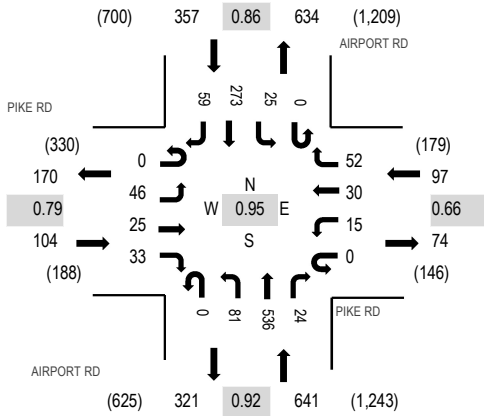 (700) 357 0.86 634 (1,209)
AIRPORT RD
PIKE RD
59 273 25 0
(330) (179)
0 52
170 97
46 N 30
0.79 W 0.95 E 0.66
25 15
104 S 74
33 0
(188) (146)
0 81 536 24
PIKE RD
AIRPORT RD
(625) 321 0.92 641 (1,243)